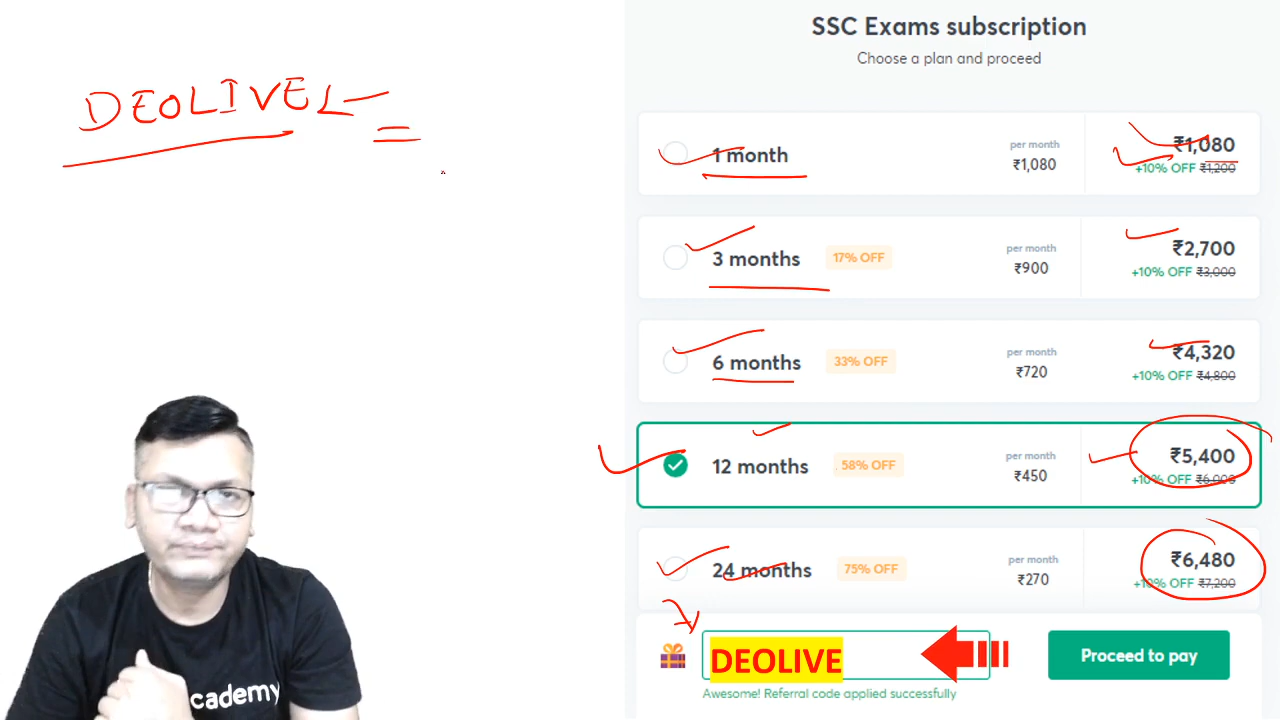 DEOLIVE
SSC Exams subscription
Choose a plan and proceed
1 month
per month
₹1,080
₹1,080
+10% OFF ₹1,200
3 months
17% OFF
per month
₹900
₹2,700
+10% OFF ₹3,000
6 months
33% OFF
per month
₹720
₹4,320
+10% OFF ₹4,800
12 months
58% OFF
per month
₹450
₹5,400
+10% OFF ₹6,000
24 months
75% OFF
per month
₹270
₹6,480
+10% OFF ₹7,200
DEOLIVE
Awesome! Referral code applied successfully
Proceed to pay
cademy